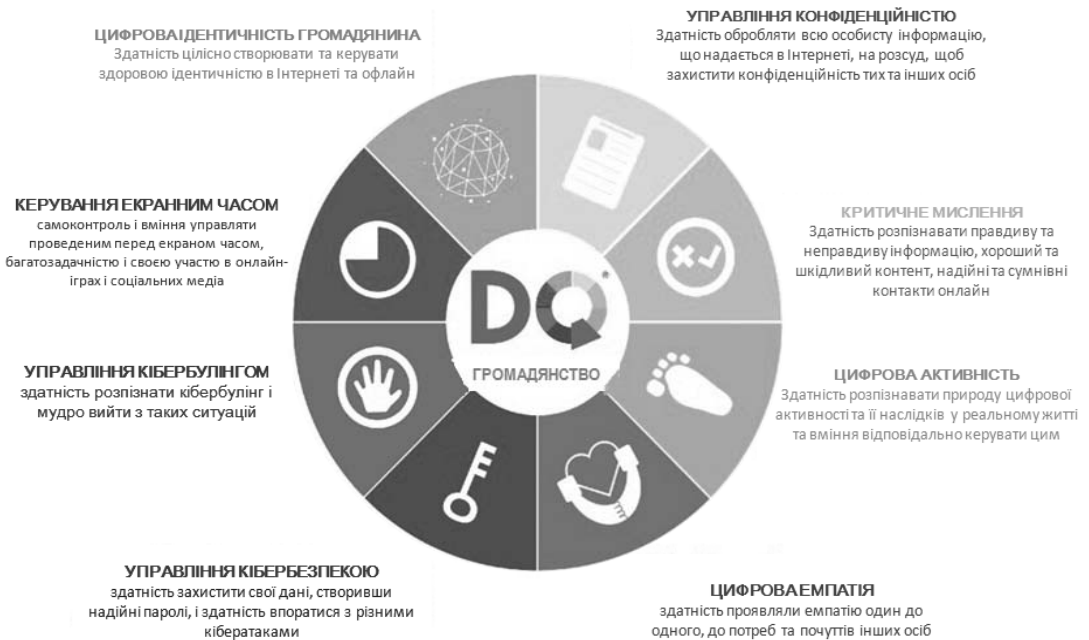 ЦИФРОВА ІДЕНТИЧНІСТЬ ГРОМАДЯНИНА
Здатність цілісно створювати та керувати
здоровою ідентичністю в Інтернеті та офлайн
УПРАВЛІННЯ КОНФІДЕНЦІЙНІСТЮ
Здатність обробляти всю особисту інформацію,
що надається в Інтернеті, на розсуд, щоб
захистити конфіденційність тих та інших осіб
КЕРУВАННЯ ЕКРАННИМ ЧАСОМ
самоконтроль і вміння управляти
проведеним перед екраном часом,
багатозадачністю і своєю участю в онлайн-
іграх і соціальних медіа
КРИТИЧНЕ МИСЛЕННЯ
Здатність розпізнавати правдиву та
неправдиву інформацію, хороший та
шкідливий контент, надійні та сумнівні
контакти онлайн
DQ
ГРОМАДЯНСТВО
УПРАВЛІННЯ КІБЕРБУЛІНГОМ
здатність розпізнати кібербулінг і
мудро вийти з таких ситуацій
ЦИФРОВА АКТИВНІСТЬ
Здатність розпізнавати природу цифрової
активності та її наслідків у реальному житті
та вміння відповідально керувати цим
УПРАВЛІННЯ КІБЕРБЕЗПЕКОЮ
здатність захистити свої дані, створивши
надійні паролі, і здатність впоратися з різними
кібератаками
ЦИФРОВА ЕМПАТІЯ
здатність проявляли емпатію один до
одного, до потреб та почуттів інших осіб